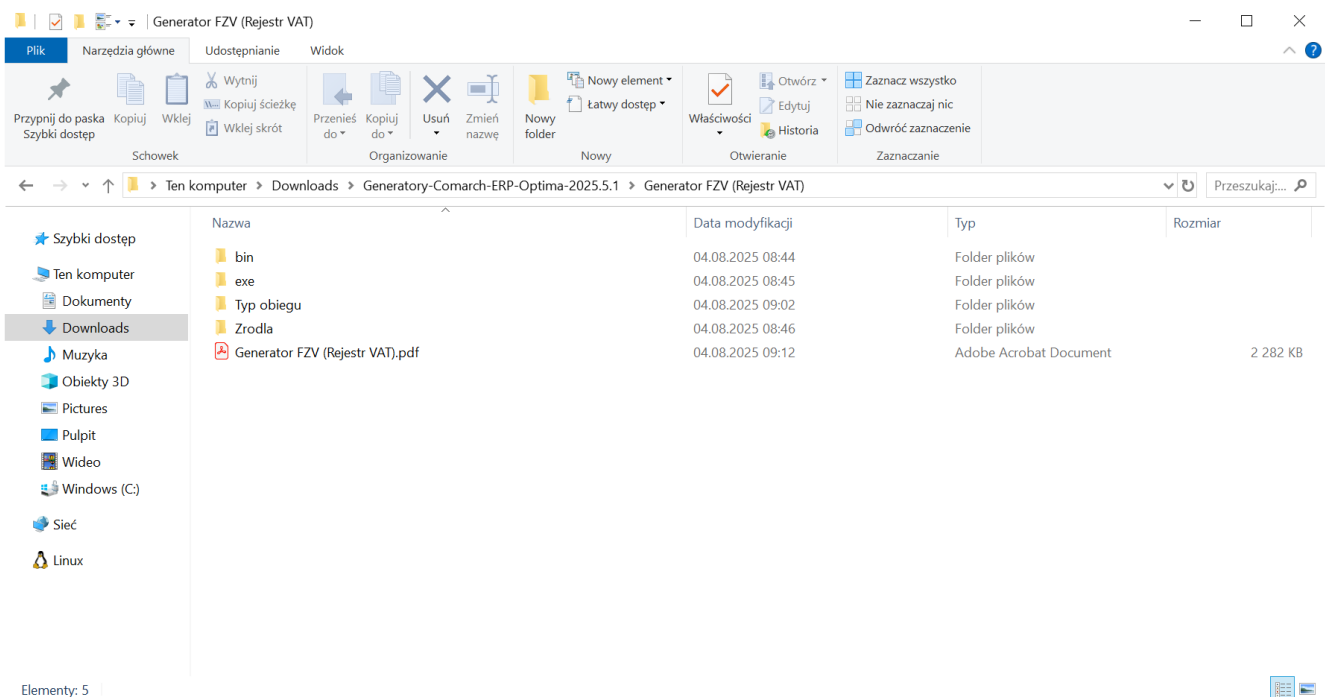 Generator FZV (Rejestr VAT)
Plik Narzędzia główne Udostępnianie Widok
Przypnij do paska
Szybki dostęp
Kopiuj
Wklej
Wytnij
Kopiuj ścieżkę
Wklej skrót
Schowek
Przenieś
do
Kopiuj
do
Usuń
Zmień
nazwę
Organizowanie
Nowy
folder
Nowy element
Łatwy dostęp
Nowy
Właściwości
Otwórz
Edytuj
Historia
Otwieranie
Zaznacz wszystko
Nie zaznaczaj nic
Odwróć zaznaczenie
Zaznaczanie
Ten komputer > Downloads > Generatory-Comarch-ERP-Optima-2025.5.1 > Generator FZV (Rejestr VAT)
Przeszukaj:...
Szybki dostęp
Ten komputer
Dokumenty
Downloads
Muzyka
Obiekty 3D
Pictures
Pulpit
Wideo
Windows (C:)
Sieć
Linux
Nazwa Data modyfikacji Typ Rozmiar
bin 04.08.2025 08:44 Folder plików
exe 04.08.2025 08:45 Folder plików
Typ obiegu 04.08.2025 09:02 Folder plików
Zrodla 04.08.2025 08:46 Folder plików
Generator FZV (Rejestr VAT).pdf 04.08.2025 09:12 Adobe Acrobat Document 2 282 KB
Elementy: 5